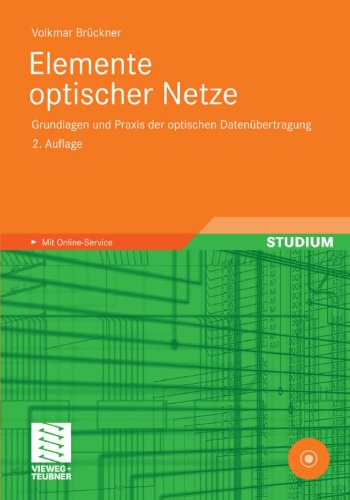 Volkmar Brückner
Elemente
optischer Netze
Grundlagen und Praxis der optischen Datenübertragung
2. Auflage
Mit Online-Service
STUDIUM
VIEWEG+
TEUBNER